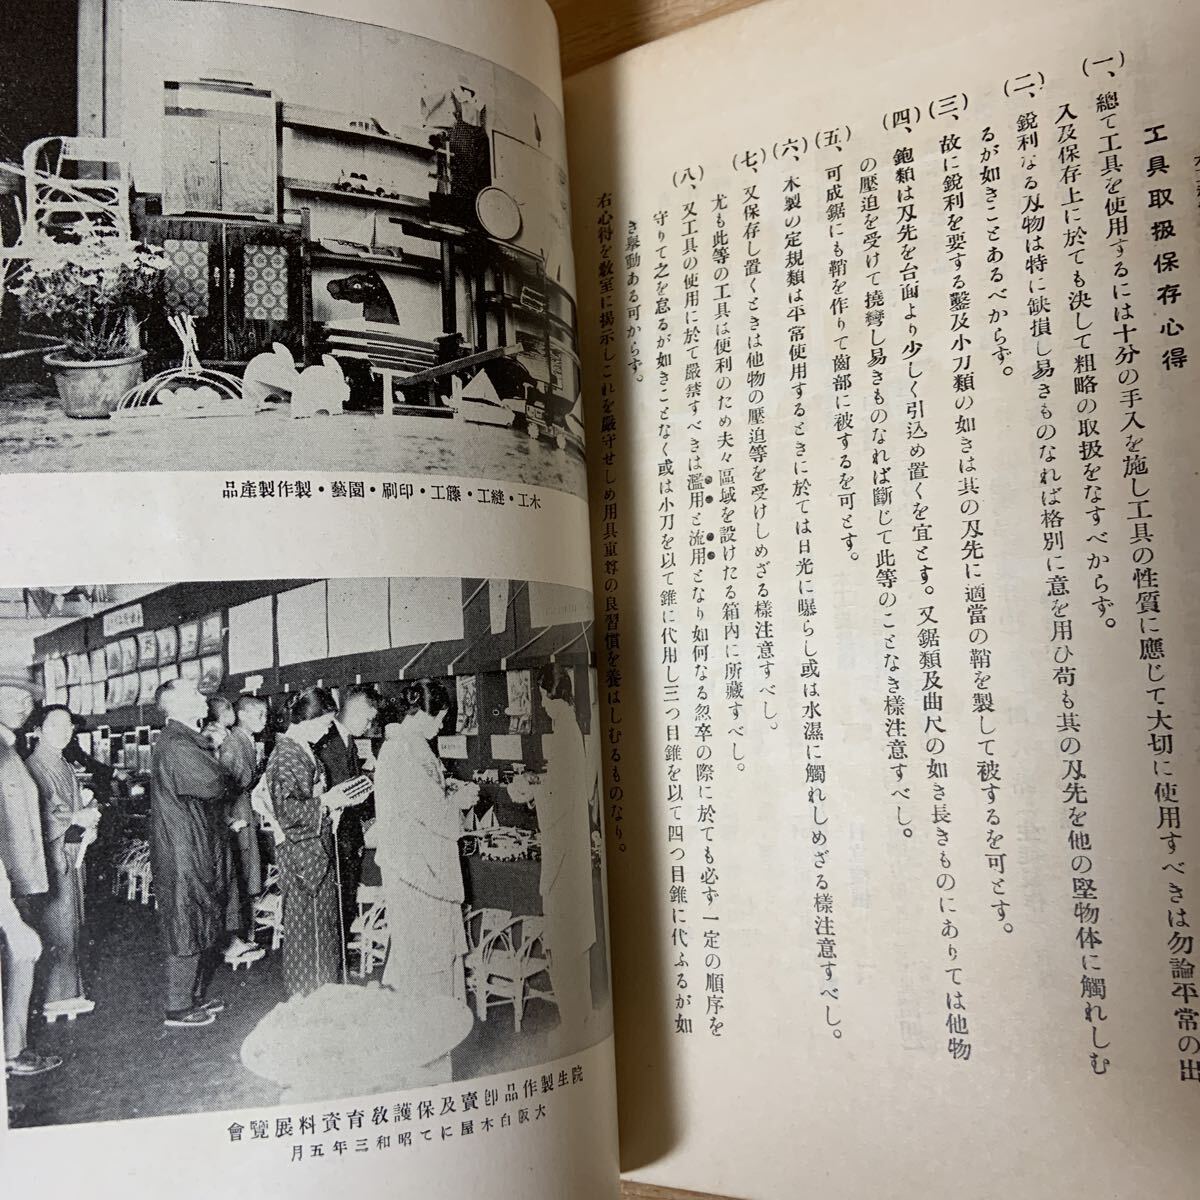 工具取扱保存心得
(一)、總て工具を使用するには十分の手入を施し工具の性質に應じて大切に使用すべきは勿論平常の出
入及保存上に於ても決して粗略の取扱をなすべからず。
(二)、鋭利なる刄物は特に缺損し易きものなれば格別に意を用ひ苟も其の刄先を他の堅物体に觸れしむ
るが如きことあるべからず。
(三)、故に鋭利を要する鑿及小刀類の如きは其の刄先に適當の鞘を製して被するを可とす。
(四)、鉋類は刄先を台面より少しく引込め置くを宜とす。又鋸類及曲尺の如き長きものにありては他物
の壓迫を受けて撓彎し易きものなれば斷じて此等のことなき樣注意すべし。
(五)、可成鋸にも鞘を作りて齒部に被するを可とす。
(六)、木製の定規類は平常使用するときに於ては日光に曝らし或は水濕に觸れしめざる樣注意すべし。
(七)、又保存し置くときは他物の壓迫等を受けしめざる樣注意すべし。
尤も此等の工具は便利のため夫々區域を設けたる箱內に所藏すべし。
(八)、又工具の使用に於て嚴禁すべきは濫用と流用となり如何なる忽卒の際に於ても必ず一定の順序を
守りて之を怠るが如きことなく或は小刀を以て錐に代用し三つ目錐を以て四つ目錐に代ふるが如
き擧動ある可からず。
右心得を敎室に揭示しこれを嚴守せしめ用具重尊の良習慣を養はしむるものなり。
品產製作製・藝園・刷印・工籐・工縫・工木
會覽展料資育敎護保及賣卽品作製生院
月五年三和昭てに屋木白阪大